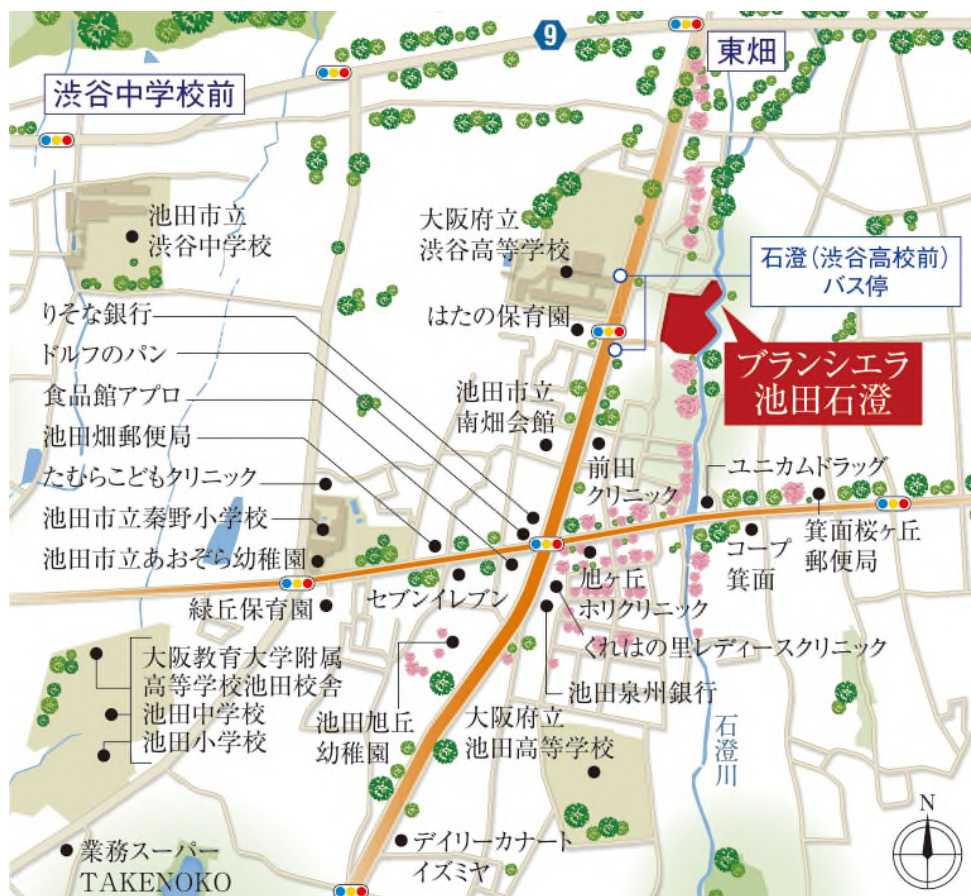 9
東畑
渋谷中学校前
池田市立
渋谷中学校
大阪府立
渋谷高等学校
石澄(渋谷高校前)
バス停
りそな銀行
はたの保育園
ドルフのパン
ブランシエラ
池田石澄
食品館アプロ
池田市立
南畑会館
池田畑郵便局
前田
クリニック
ユニカムドラッグ
たむらこどもクリニック
池田市立秦野小学校
池田市立あおぞら幼稚園
コープ
箕面
箕面桜ヶ丘
郵便局
緑丘保育園
セブンイレブン
旭ヶ丘
ホリクリニック
くれはの里レディースクリニック
大阪教育大学附属
高等学校池田校舎
池田中学校
池田小学校
池田旭丘
幼稚園
池田泉州銀行
大阪府立
池田高等学校
石澄川
N
デイリーカナート
イズミヤ
業務スーパー
TAKENOKO